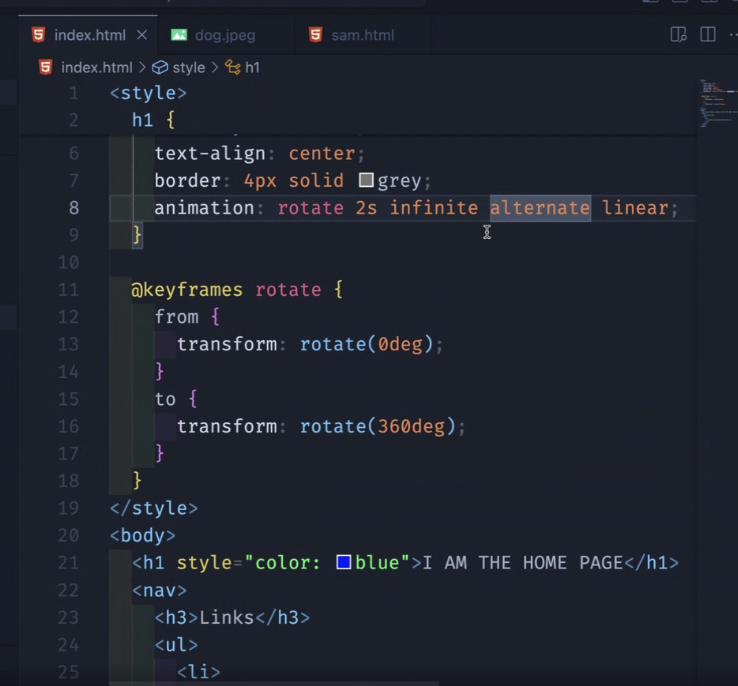 index.html
dog.jpeg
sam.html
index.html > style > h1
1 <style>
2 h1 {
6 text-align: center;
7 border: 4px solid grey;
8 animation: rotate 2s infinite alternate linear;
9 }
10
11 @keyframes rotate {
12 from {
13 transform: rotate(0deg);
14 }
15 to {
16 transform: rotate(360deg);
17 }
18 }
19 </style>
20 <body>
21 <h1 style="color: blue">I AM THE HOME PAGE</h1>
22 <nav>
23 <h3>Links</h3>
24 <ul>
25 <li>